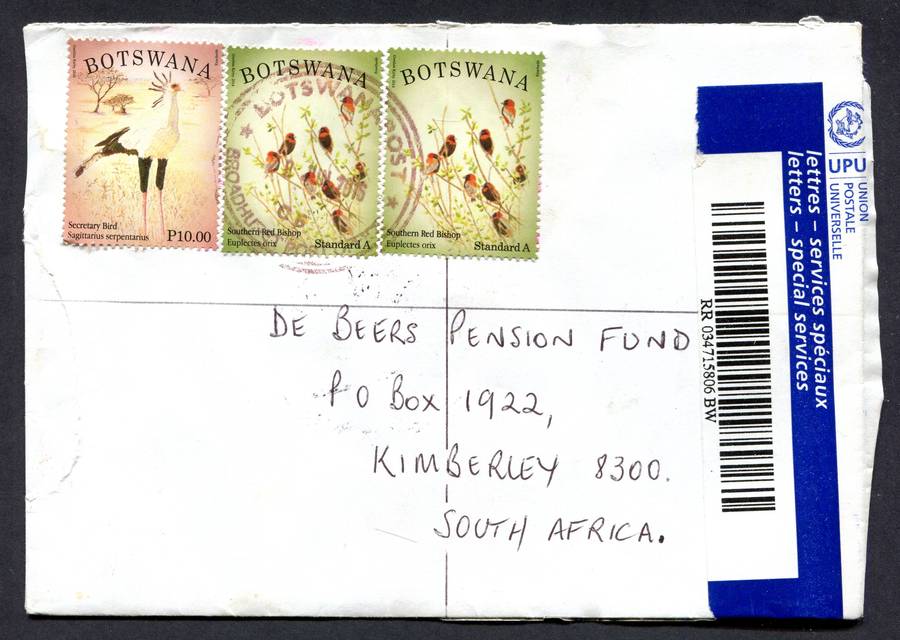 BOTSWANA
Secretary Bird
Sagittarius serpentarius
P10.00
BOTSWANA
Southern Red Bishop
Euplectes orix
Standard A
BOTSWANA
Southern Red Bishop
Euplectes orix
Standard A
BOTSWANA POST
DE BEERS PENSION FUND
PO BOX 1922,
KIMBERLEY 8300.
SOUTH AFRICA.
RR 034715806 BW
lettres – services spéciaux
letters – special services
UPU
UNION
POSTALE
UNIVERSELLE